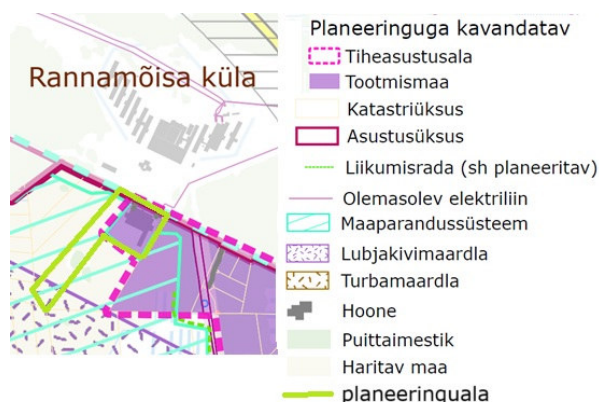 Rannamõisa küla
Planeeringuga kavandatav
Tiheasustusala
Tootmismaa
Katastriüksus
Asustusüksus
Liikumisrada (sh planeeritav)
Olemasolev elektriliin
Maaparandussüsteem
Lubjakivimaardla
Turbamaardla
Hoone
Puittaimestik
Haritav maa
planeeringuala